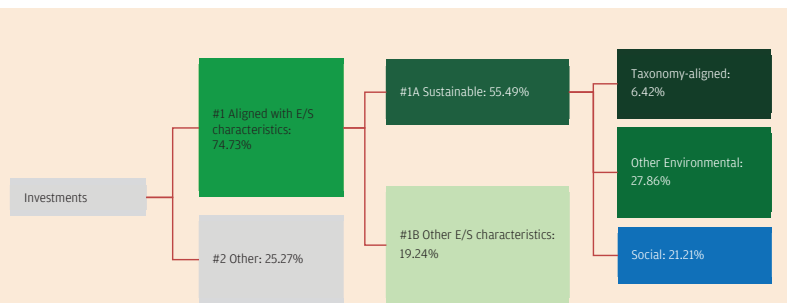 Investments
#1 Aligned with E/S
characteristics:
74.73%
#2 Other: 25.27%
#1A Sustainable: 55.49%
#1B Other E/S characteristics:
19.24%
Taxonomy-aligned:
6.42%
Other Environmental:
27.86%
Social: 21.21%